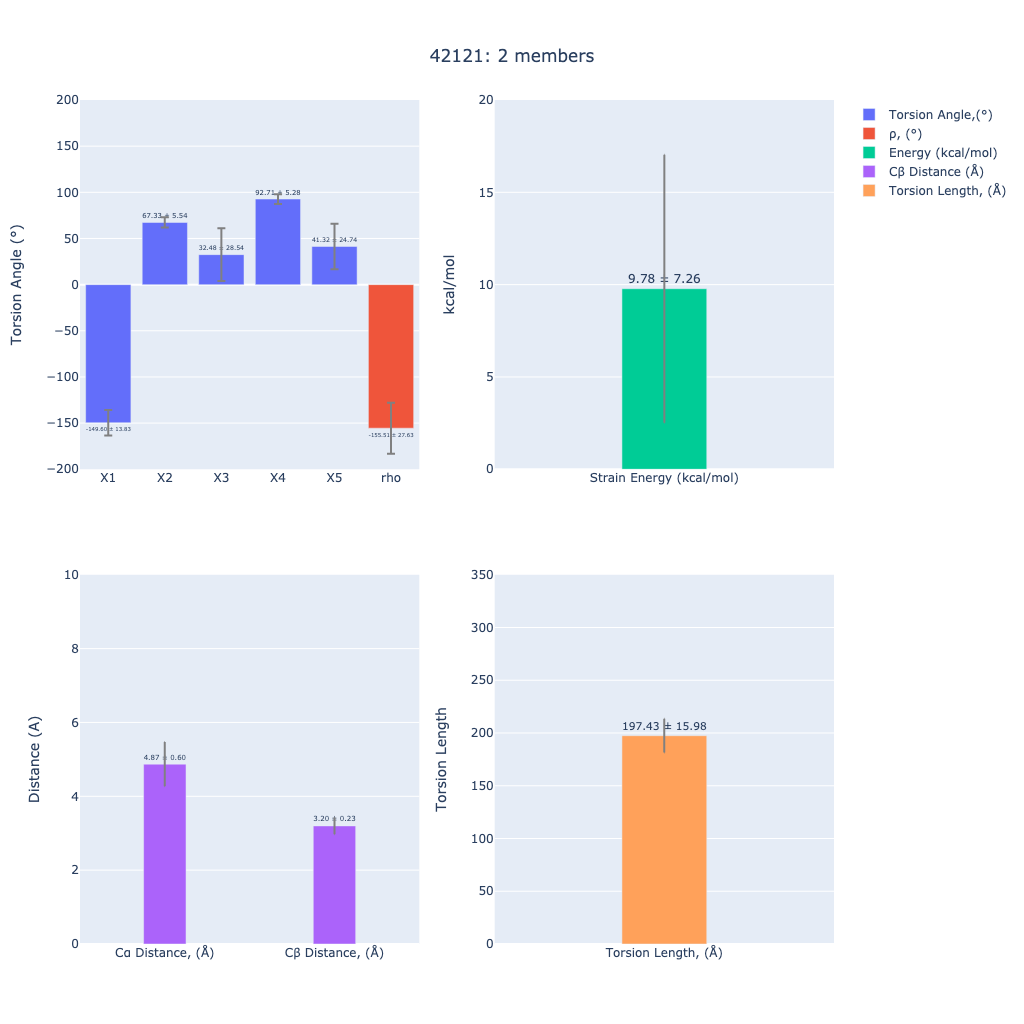 42121: 2 members
Torsion Angle (°)
200
150
100
50
0
−50
−100
−150
−200
-149.60 ± 13.83
67.33 ± 5.54
32.48 ± 28.54
92.71 ± 5.28
41.32 ± 24.74
-155.51 ± 27.63
X1
X2
X3
X4
X5
rho
kcal/mol
20
15
10
5
0
9.78 ± 7.26
Strain Energy (kcal/mol)
Torsion Angle,(°)
ρ, (°)
Energy (kcal/mol)
Cβ Distance (Å)
Torsion Length, (Å)
Distance (A)
10
8
6
4
2
0
4.87 ± 0.60
3.20 ± 0.23
Cα Distance, (Å)
Cβ Distance, (Å)
Torsion Length
350
300
250
200
150
100
50
0
197.43 ± 15.98
Torsion Length, (Å)